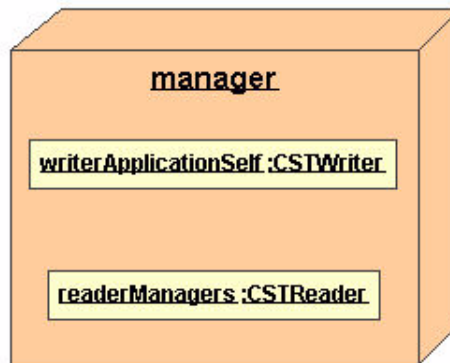 manager
writerApplicationSelf :CSTWriter
readerManagers :CSTReader